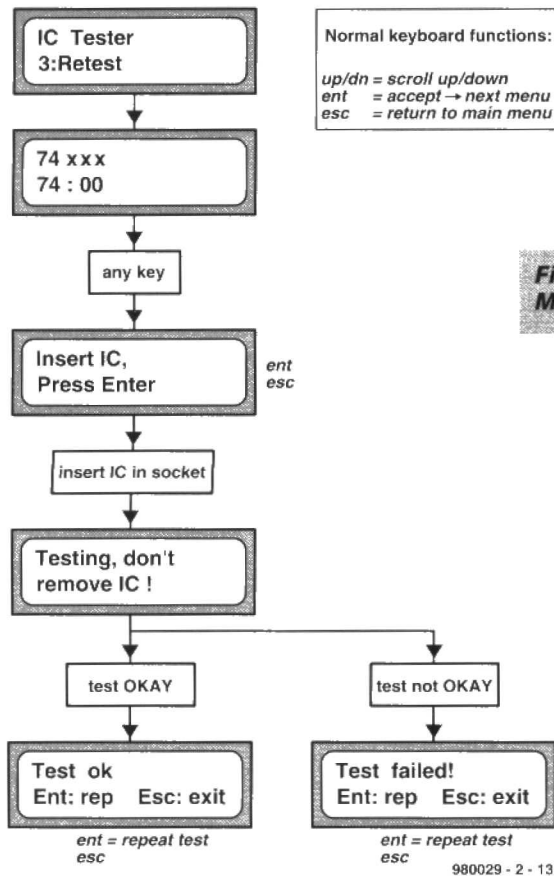 IC Tester
3:Retest
Normal keyboard functions:
up/dn = scroll up/down
ent = accept → next menu
esc = return to main menu
74 xxx
74 : 00
any key
Insert IC,
Press Enter
ent
esc
insert IC in socket
Testing, don't
remove IC !
test OKAY
test not OKAY
Test ok
Ent: rep Esc: exit
ent = repeat test
esc
Test failed!
Ent: rep Esc: exit
ent = repeat test
esc
980029 - 2 - 13